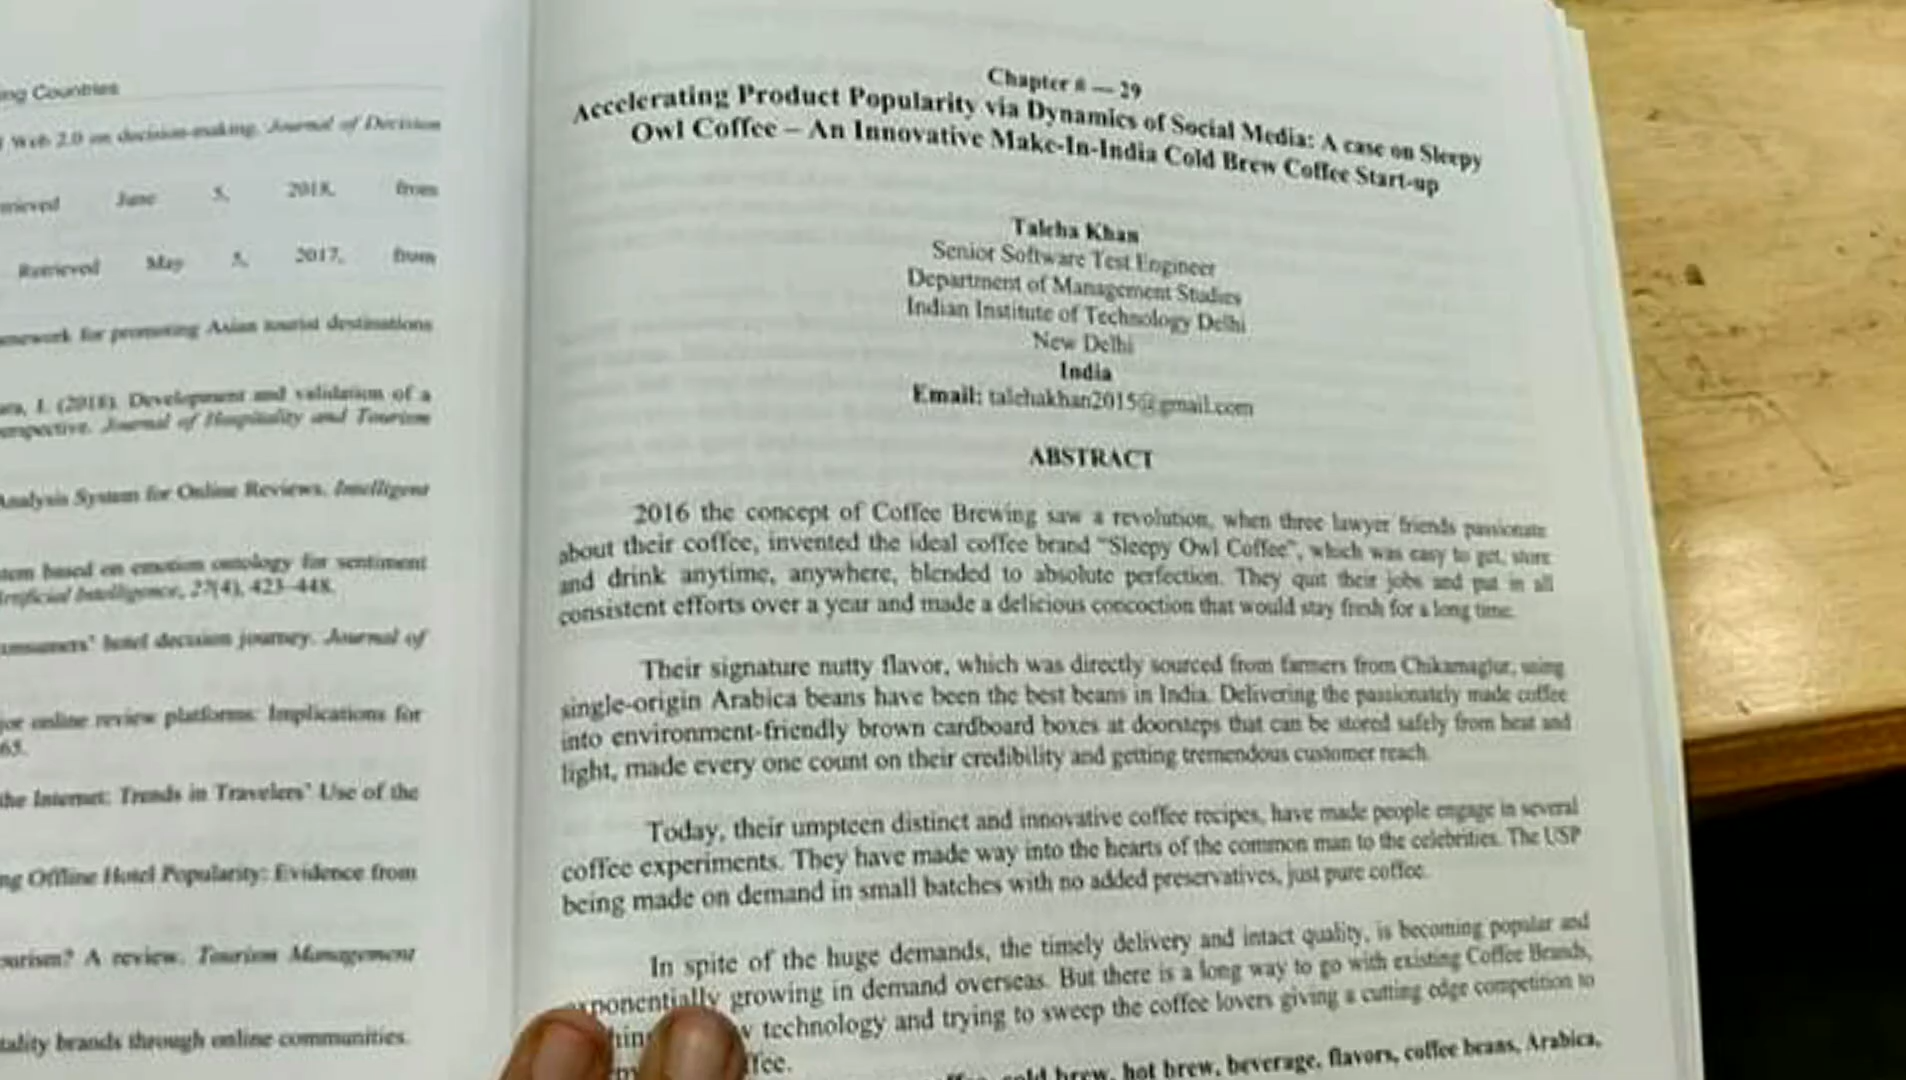 ing Countries
Web 2.0 on decision-making. Journal of Decision
June 5, 2018, from
Retrieved May 5, 2017, from
for promoting Asian tourist destinations
I. (2018). Development and validation of a
Journal of Hospitality and Tourism
Analysis System for Online Reviews. Intelligent
based on emotion ontology for sentiment
Artificial Intelligence, 27(4), 423–448.
hotel decision journey. Journal of
online review platforms: Implications for
65.
the Internet: Trends in Travelers' Use of the
Offline Hotel Popularity: Evidence from
A review. Tourism Management
brands through online communities.
Chapter # — 29
Accelerating Product Popularity via Dynamics of Social Media: A case on Sleepy
Owl Coffee – An Innovative Make-In-India Cold Brew Coffee Start-up
Taleha Khan
Senior Software Test Engineer
Department of Management Studies
Indian Institute of Technology Delhi
New Delhi
India
Email: talehakhan2015@gmail.com
ABSTRACT
2016 the concept of Coffee Brewing saw a revolution, when three lawyer friends passionate
about their coffee, invented the ideal coffee brand "Sleepy Owl Coffee", which was easy to get, store
and drink anytime, anywhere, blended to absolute perfection. They quit their jobs and put in all
consistent efforts over a year and made a delicious concoction that would stay fresh for a long time.
Their signature nutty flavor, which was directly sourced from farmers from Chikamaglur, using
single-origin Arabica beans have been the best beans in India. Delivering the passionately made coffee
into environment-friendly brown cardboard boxes at doorsteps that can be stored safely from heat and
light, made every one count on their credibility and getting tremendous customer reach.
Today, their umpteen distinct and innovative coffee recipes, have made people engage in several
coffee experiments. They have made way into the hearts of the common man to the celebrities. The USP
being made on demand in small batches with no added preservatives, just pure coffee.
In spite of the huge demands, the timely delivery and intact quality, is becoming popular and
exponentially growing in demand overseas. But there is a long way to go with existing Coffee Brands,
technology and trying to sweep the coffee lovers giving a cutting edge competition to
cold brew, hot brew, beverage, flavors, coffee beans, Arabica,